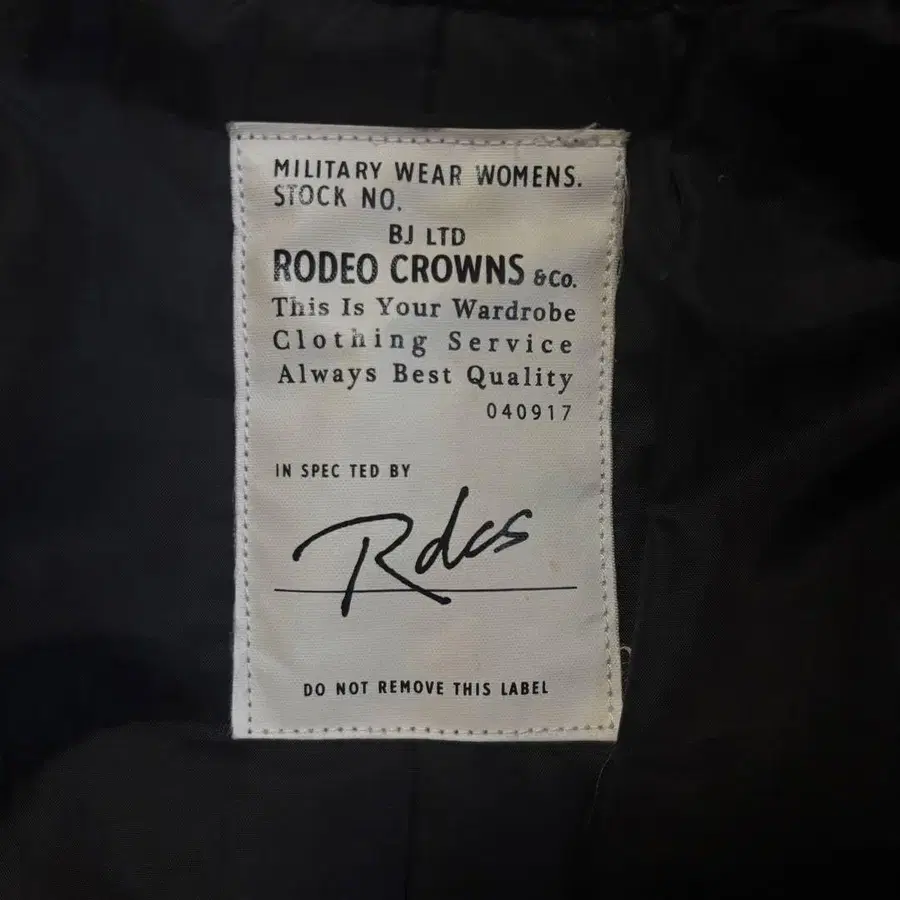 MILITARY WEAR WOMENS.
STOCK NO.
BJ LTD
RODEO CROWNS &Co.
This Is Your Wardrobe
Clothing Service
Always Best Quality
040917
IN SPEC TED BY
Rdcs
DO NOT REMOVE THIS LABEL